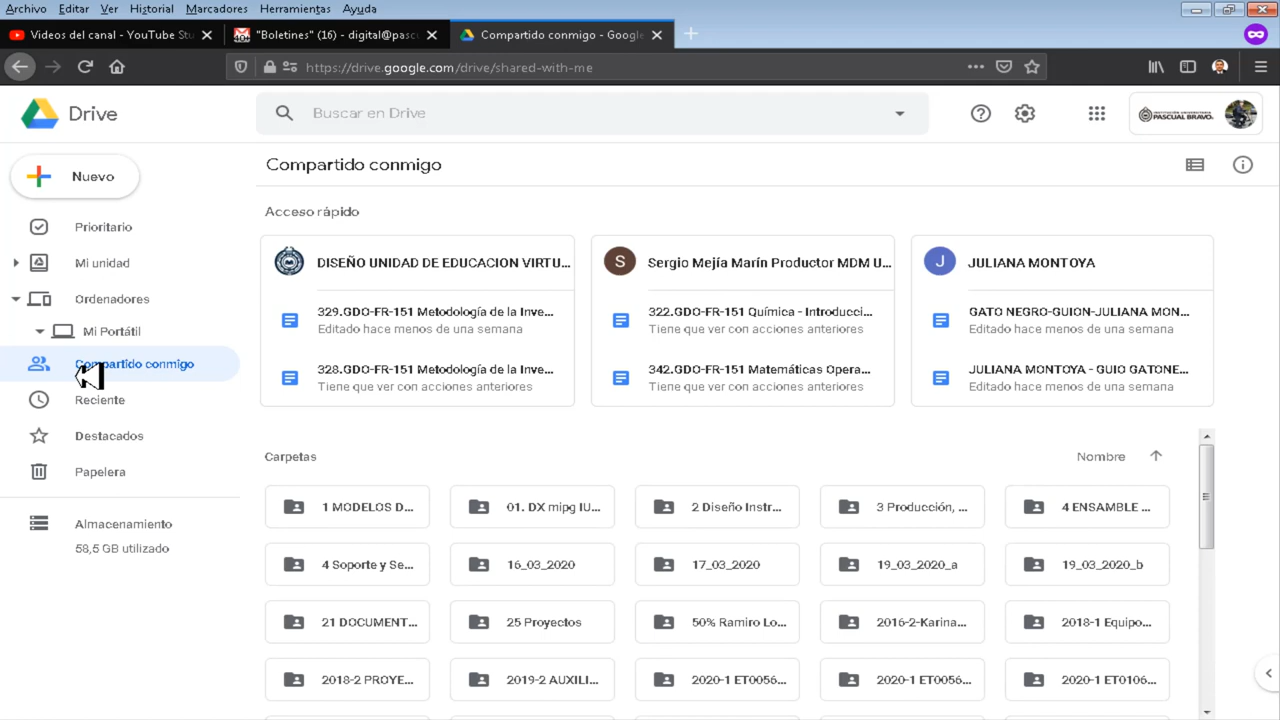 Archivo Editar Ver Historial Marcadores Herramientas Ayuda
Videos del canal - YouTube Stu
40+ "Boletines" (16) - digital@pascu
Compartido conmigo - Google
https://drive.google.com/drive/shared-with-me
Drive
Buscar en Drive
INSTITUCIÓN UNIVERSITARIA
PASCUAL BRAVO
Nuevo
Prioritario
Mi unidad
Ordenadores
Mi Portátil
Compartido conmigo
Reciente
Destacados
Papelera
Almacenamiento
58,5 GB utilizado
Compartido conmigo
Acceso rápido
DISEÑO UNIDAD DE EDUCACION VIRTU...
329.GDO-FR-151 Metodología de la Inve...
Editado hace menos de una semana
328.GDO-FR-151 Metodología de la Inve...
Tiene que ver con acciones anteriores
S
Sergio Mejía Marín Productor MDM U...
322.GDO-FR-151 Química - Introducci...
Tiene que ver con acciones anteriores
342.GDO-FR-151 Matemáticas Opera...
Tiene que ver con acciones anteriores
J
JULIANA MONTOYA
GATO NEGRO-GUION-JULIANA MON...
Editado hace menos de una semana
JULIANA MONTOYA - GUIO GATONE...
Editado hace menos de una semana
Carpetas
Nombre
1 MODELOS D... 01. DX mipg IU... 2 Diseño Instr... 3 Producción, ... 4 ENSAMBLE ...
4 Soporte y Se... 16_03_2020 17_03_2020 19_03_2020_a 19_03_2020_b
21 DOCUMENT... 25 Proyectos 50% Ramiro Lo... 2016-2-Karina... 2018-1 Equipo...
2018-2 PROYE... 2019-2 AUXILI... 2020-1 ET0056... 2020-1 ET0056... 2020-1 ET0106...